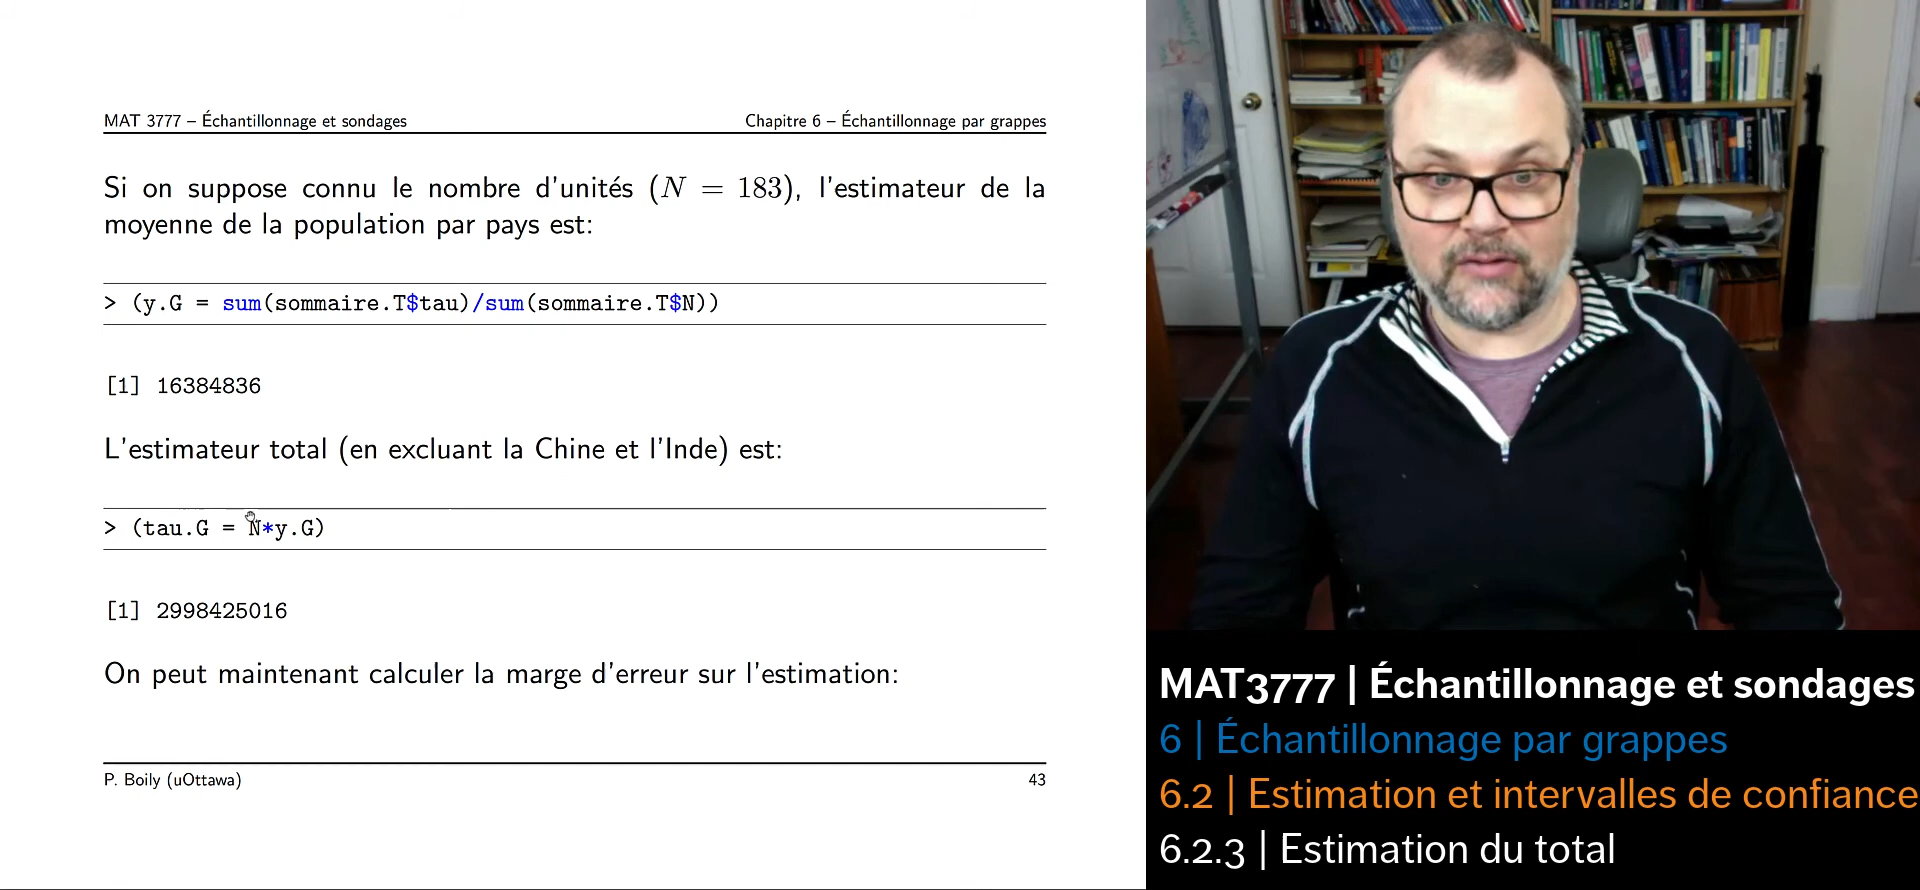 MAT 3777 – Échantillonnage et sondages
Chapitre 6 – Échantillonnage par grappes
Si on suppose connu le nombre d'unités (N = 183), l'estimateur de la
moyenne de la population par pays est:
> (y.G = sum(sommaire.T$tau)/sum(sommaire.T$N))
[1] 16384836
L'estimateur total (en excluant la Chine et l'Inde) est:
> (tau.G = N*y.G)
[1] 2998425016
On peut maintenant calculer la marge d'erreur sur l'estimation:
P. Boily (uOttawa)
43
MAT3777 | Échantillonnage et sondages
6 | Échantillonnage par grappes
6.2 | Estimation et intervalles de confiance
6.2.3 | Estimation du total